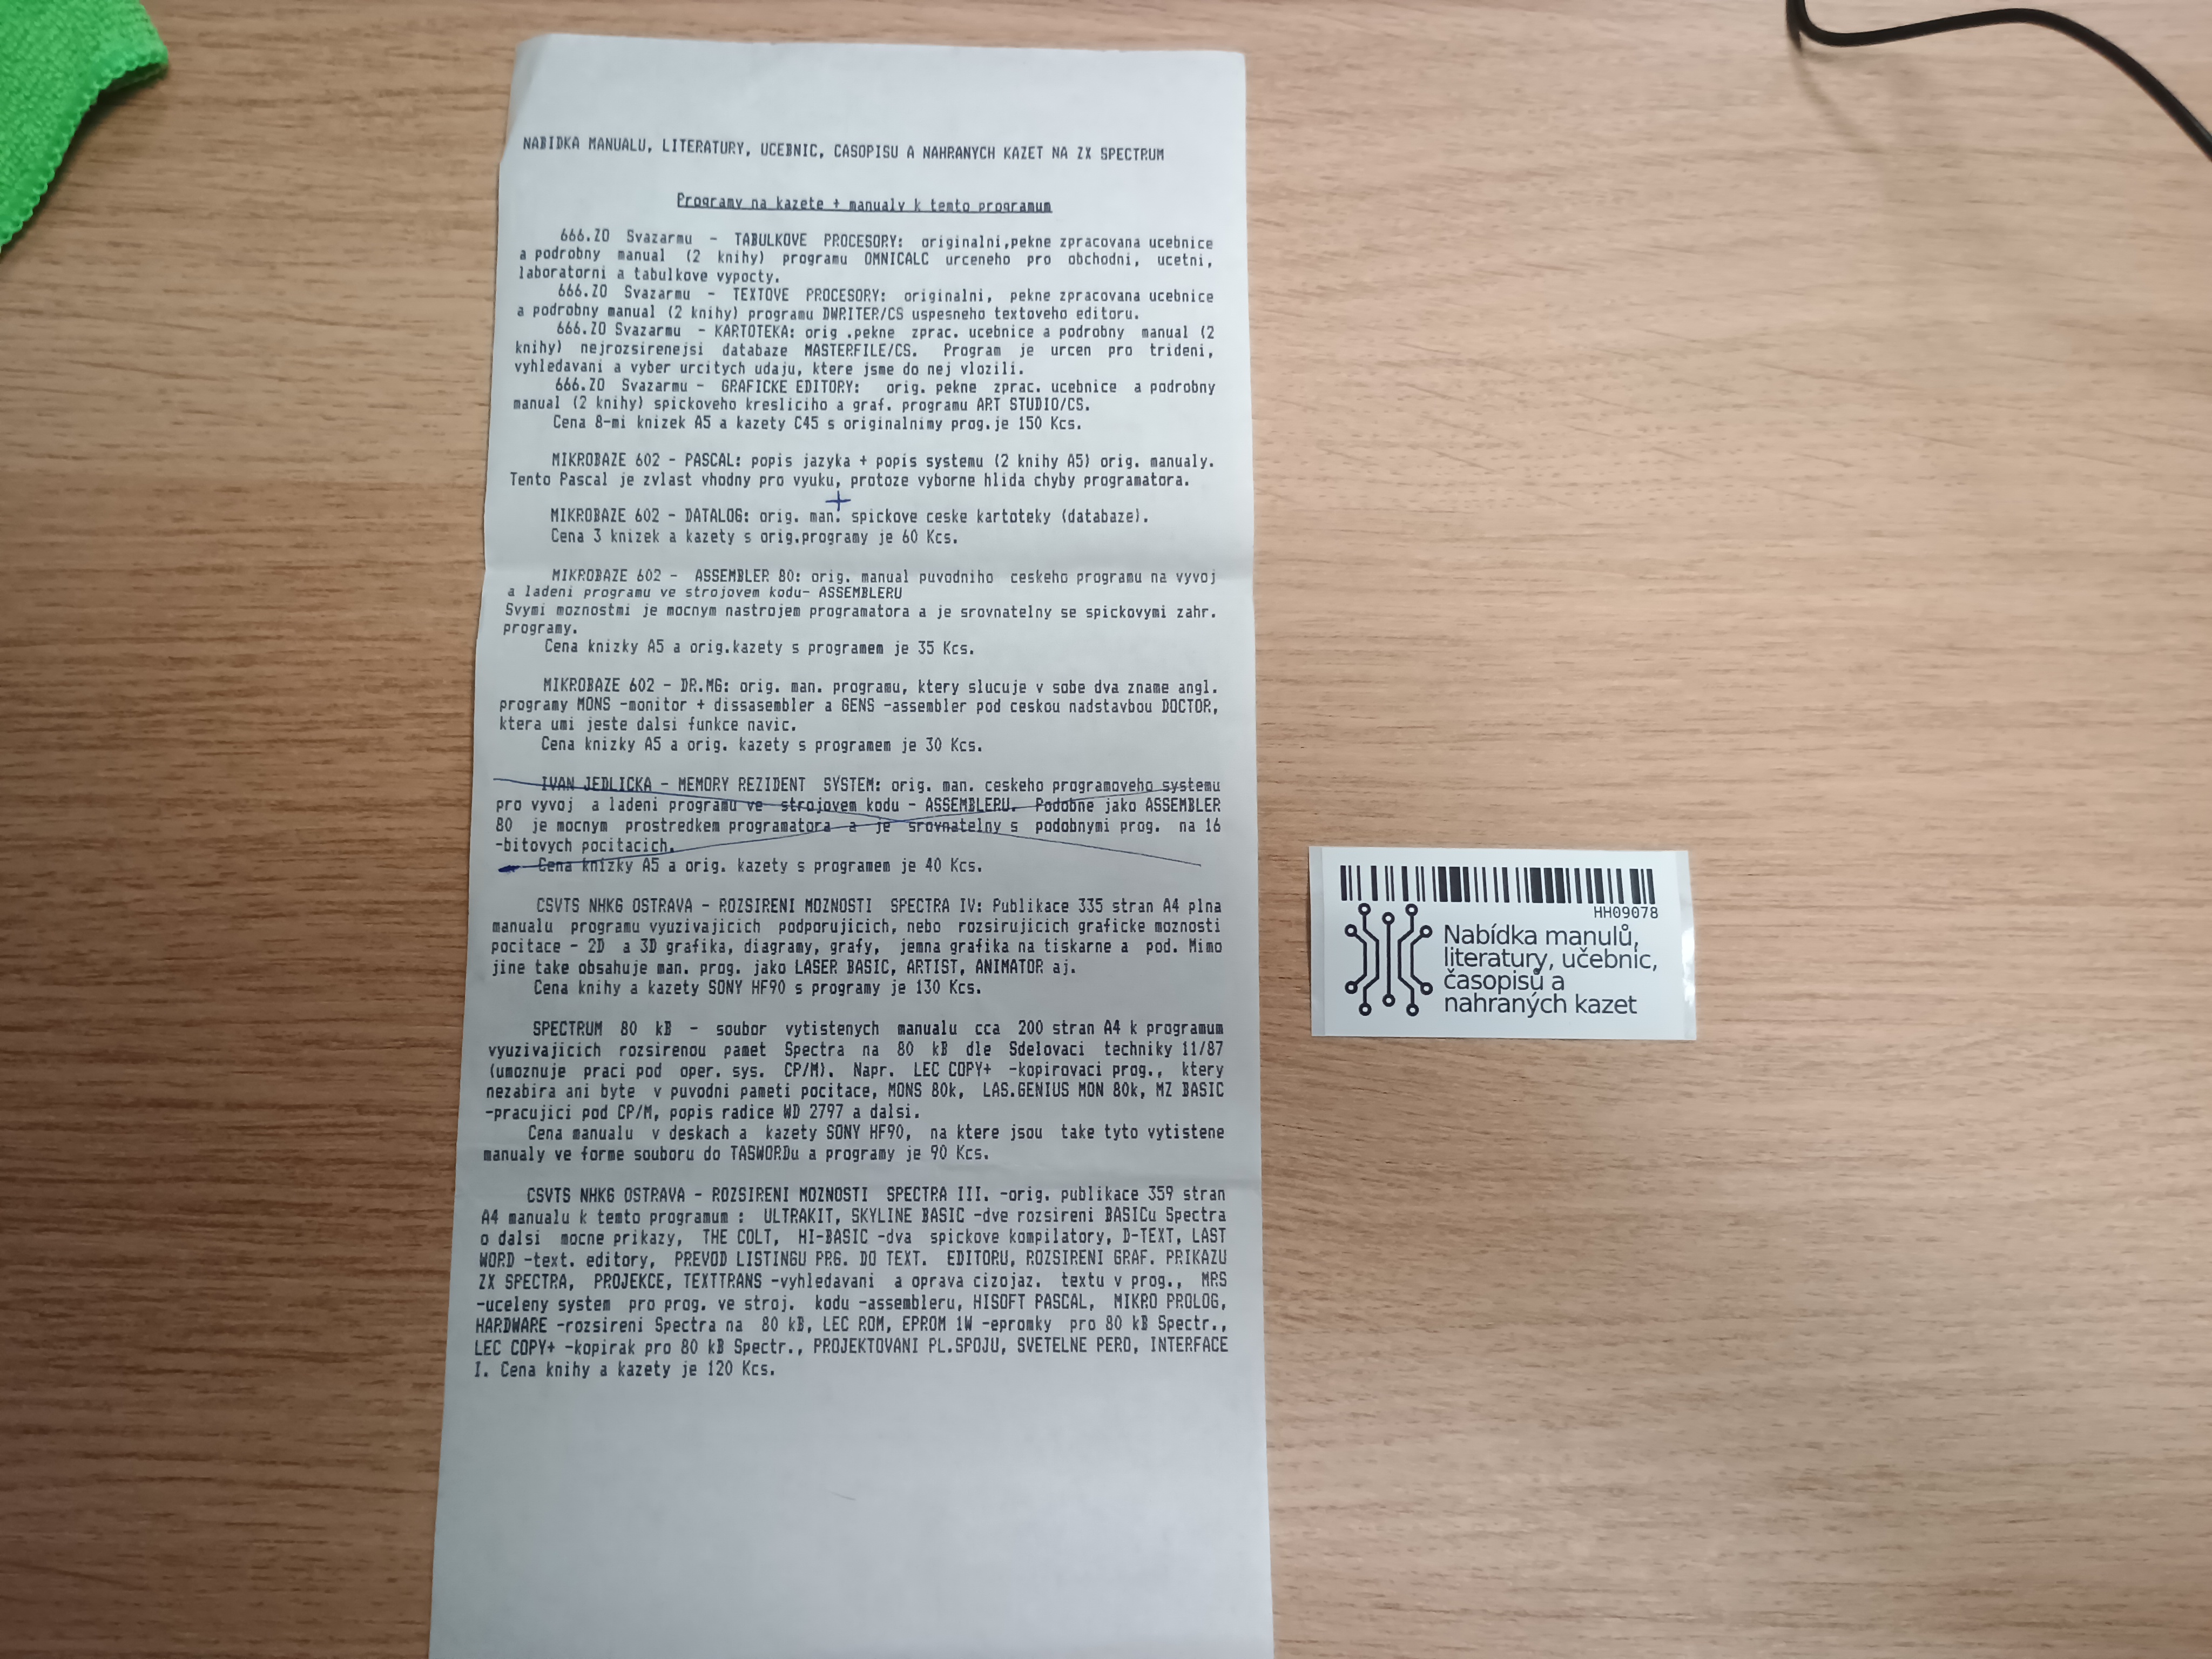 NABIDKA MANUALU, LITERATURY, UCEBNIC, CASOPISU A NAHRANYCH KAZET NA ZX SPECTRUM
Programy na kazete + manualy k temto programum
666.ZO Svazarmu - TABULKOVE PROCESORY: originalni,pekne zpracovana ucebnice
a podrobny manual (2 knihy) programu OMNICALC urceneho pro obchodni, ucetni,
laboratorni a tabulkove vypocty.
666.ZO Svazarmu - TEXTOVE PROCESORY: originalni, pekne zpracovana ucebnice
a podrobny manual (2 knihy) programu DWRITER/CS uspesneho textoveho editoru.
666.ZO Svazarmu - KARTOTEKA: orig .pekne zprac. ucebnice a podrobny manual (2
knihy) nejrozsirenejsi databaze MASTERFILE/CS. Program je urcen pro trideni,
vyhledavani a vyber urcitych udaju, ktere jsme do nej vlozili.
666.ZO Svazarmu - GRAFICKE EDITORY: orig. pekne zprac. ucebnice a podrobny
manual (2 knihy) spickoveho kresliciho a graf. programu ART STUDIO/CS.
Cena 8-mi knizek A5 a kazety C45 s originalnimy prog.je 150 Kcs.
MIKROBAZE 602 - PASCAL: popis jazyka + popis systemu (2 knihy A5) orig. manualy.
Tento Pascal je zvlast vhodny pro vyuku, protoze vyborne hlida chyby programatora.
+
MIKROBAZE 602 - DATALOG: orig. man. spickove ceske kartoteky (databaze).
Cena 3 knizek a kazety s orig.programy je 60 Kcs.
MIKROBAZE 602 - ASSEMBLER 80: orig. manual puvodniho ceskeho programu na vyvoj
a ladeni programu ve strojovem kodu- ASSEMBLERU
Svymi moznostmi je mocnym nastrojem programatora a je srovnatelny se spickovymi zahr.
programy.
Cena knizky A5 a orig.kazety s programem je 35 Kcs.
MIKROBAZE 602 - DR.MG: orig. man. programu, ktery slucuje v sobe dva zname angl.
programy MONS -monitor + dissasembler a GENS -assembler pod ceskou nadstavbou DOCTOR,
ktera umi jeste dalsi funkce navic.
Cena knizky A5 a orig. kazety s programem je 30 Kcs.
IVAN JEDLICKA - MEMORY REZIDENT SYSTEM: orig. man. ceskeho programoveho systemu
pro vyvoj a ladeni programu ve strojovem kodu - ASSEMBLERU. Podobne jako ASSEMBLER
80 je mocnym prostredkem programatora a je srovnatelny s podobnymi prog. na 16
-bitovych pocitacich.
Cena knizky A5 a orig. kazety s programem je 40 Kcs.
CSVTS NHKG OSTRAVA - ROZSIRENI MOZNOSTI SPECTRA IV: Publikace 335 stran A4 plna
manualu programu vyuzivajicich podporujicich, nebo rozsirujicich graficke moznosti
pocitace - 2D a 3D grafika, diagramy, grafy, jemna grafika na tiskarne a pod. Mimo
jine take obsahuje man. prog. jako LASER BASIC, ARTIST, ANIMATOR aj.
Cena knihy a kazety SONY HF90 s programy je 130 Kcs.
SPECTRUM 80 kB - soubor vytistenych manualu cca 200 stran A4 k programum
vyuzivajicich rozsirenou pamet Spectra na 80 kB dle Sdelovaci techniky 11/87
(umoznuje praci pod oper. sys. CP/M). Napr. LEC COPY+ -kopirovaci prog., ktery
nezabira ani byte v puvodni pameti pocitace, MONS 80k, LAS.GENIUS MON 80k, MZ BASIC
-pracujici pod CP/M, popis radice WD 2797 a dalsi.
Cena manualu v deskach a kazety SONY HF90, na ktere jsou take tyto vytistene
manualy ve forme souboru do TASWORDu a programy je 90 Kcs.
CSVTS NHKG OSTRAVA - ROZSIRENI MOZNOSTI SPECTRA III. -orig. publikace 359 stran
A4 manualu k temto programum : ULTRAKIT, SKYLINE BASIC -dve rozsireni BASICu Spectra
o dalsi mocne prikazy, THE COLT, HI-BASIC -dva spickove kompilatory, D-TEXT, LAST
WORD -text. editory, PREVOD LISTINGU PRG. DO TEXT. EDITORU, ROZSIRENI GRAF. PRIKAZU
ZX SPECTRA, PROJEKCE, TEXTTRANS -vyhledavani a oprava cizojaz. textu v prog., MRS
-uceleny system pro prog. ve stroj. kodu -assembleru, HISOFT PASCAL, MIKRO PROLOG,
HARDWARE -rozsireni Spectra na 80 kB, LEC ROM, EPROM 1W -epromky pro 80 kB Spectr.,
LEC COPY+ -kopirak pro 80 kB Spectr., PROJEKTOVANI PL.SPOJU, SVETELNE PERO, INTERFACE
I. Cena knihy a kazety je 120 Kcs.
HH09078
Nabídka manulů,
literatury, učebnic,
časopisů a
nahraných kazet